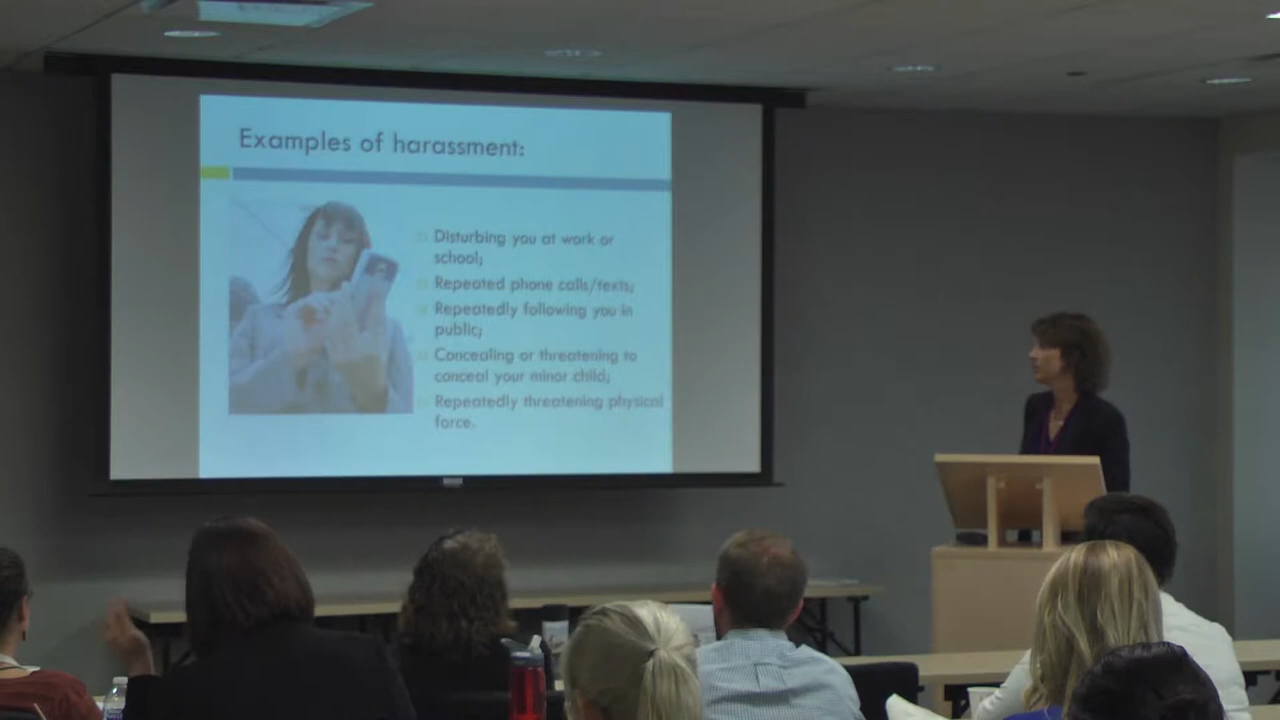 Examples of harassment:
Disturbing you at work or
school;
Repeated phone calls/texts;
Repeatedly following you in
public;
Concealing or threatening to
conceal your minor child;
Repeatedly threatening physical
force.